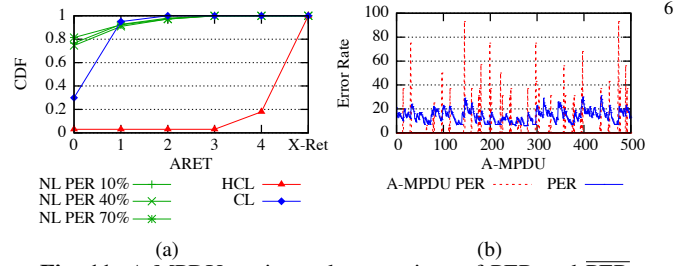 6
1
0.8
0.6
0.4
0.2
0
CDF
0 1 2 3 4 X-Ret
ARET
NL PER 10%
NL PER 40%
NL PER 70%
HCL
CL
(a)
100
80
60
40
20
0
Error Rate
0 100 200 300 400 500
A-MPDU
A-MPDU PER
PER
(b)